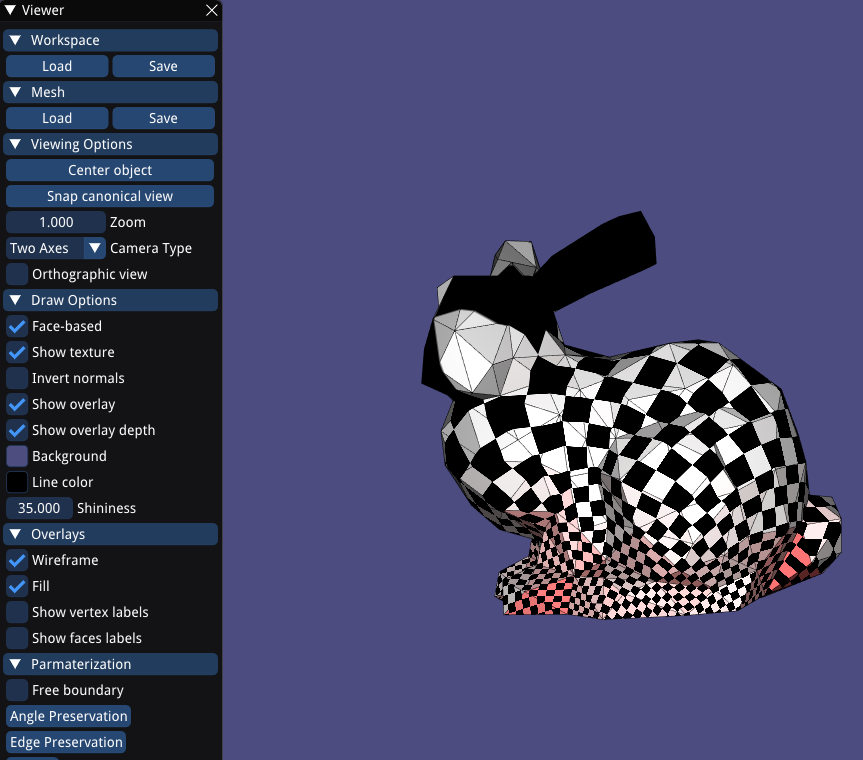 Viewer
Workspace
Load Save
Mesh
Load Save
Viewing Options
Center object
Snap canonical view
1.000 Zoom
Two Axes Camera Type
Orthographic view
Draw Options
Face-based
Show texture
Invert normals
Show overlay
Show overlay depth
Background
Line color
35.000 Shininess
Overlays
Wireframe
Fill
Show vertex labels
Show faces labels
Parmaterization
Free boundary
Angle Preservation
Edge Preservation